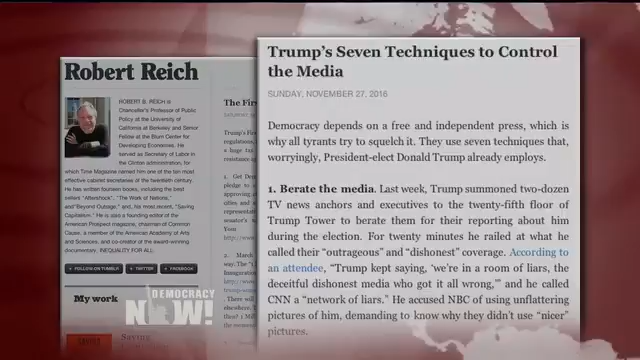 Robert Reich
ROBERT B. REICH is
Chancellor's Professor of Public
Policy at the University of
California at Berkeley and Senior
Fellow at the Blum Center for
Developing Economies. He
served as Secretary of Labor in
the Clinton administration, for
which Time Magazine named him one of the ten most
effective cabinet secretaries of the twentieth century.
He has written fourteen books, including the best
sellers "Aftershock", "The Work of Nations,"
and "Beyond Outrage," and, his most recent, "Saving
Capitalism." He is also a founding editor of the
American Prospect magazine, chairman of Common
Cause, a member of the American Academy of Arts
and Sciences, and co-creator of the award-winning
documentary, INEQUALITY FOR ALL.
FOLLOW ON TUMBLR
TWITTER
FACEBOOK
My work
The Firs
Trump's
1. Get
pledge to
2. March
Trump's Seven Techniques to Control
the Media
SUNDAY, NOVEMBER 27, 2016
Democracy depends on a free and independent press, which is
why all tyrants try to squelch it. They use seven techniques that,
worryingly, President-elect Donald Trump already employs.
1. Berate the media. Last week, Trump summoned two-dozen
TV news anchors and executives to the twenty-fifth floor of
Trump Tower to berate them for their reporting about him
during the election. For twenty minutes he railed at what he
called their "outrageous" and "dishonest" coverage. According to
an attendee, "Trump kept saying, 'we're in a room of liars, the
deceitful dishonest media who got it all wrong,'" and he called
CNN a "network of liars." He accused NBC of using unflattering
pictures of him, demanding to know why they didn't use "nicer"
pictures.
DEMOCRACY
NOW!